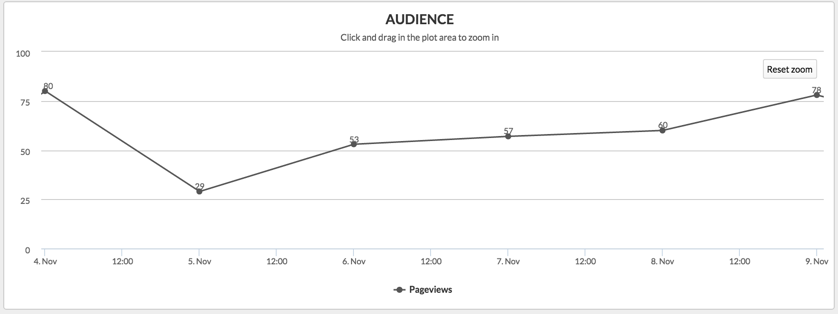 AUDIENCE
Click and drag in the plot area to zoom in
100
Reset zoom
80
78
75
60
57
53
50
29
25
0
4. Nov 12:00 5. Nov 12:00 6. Nov 12:00 7. Nov 12:00 8. Nov 12:00 9. Nov
Pageviews